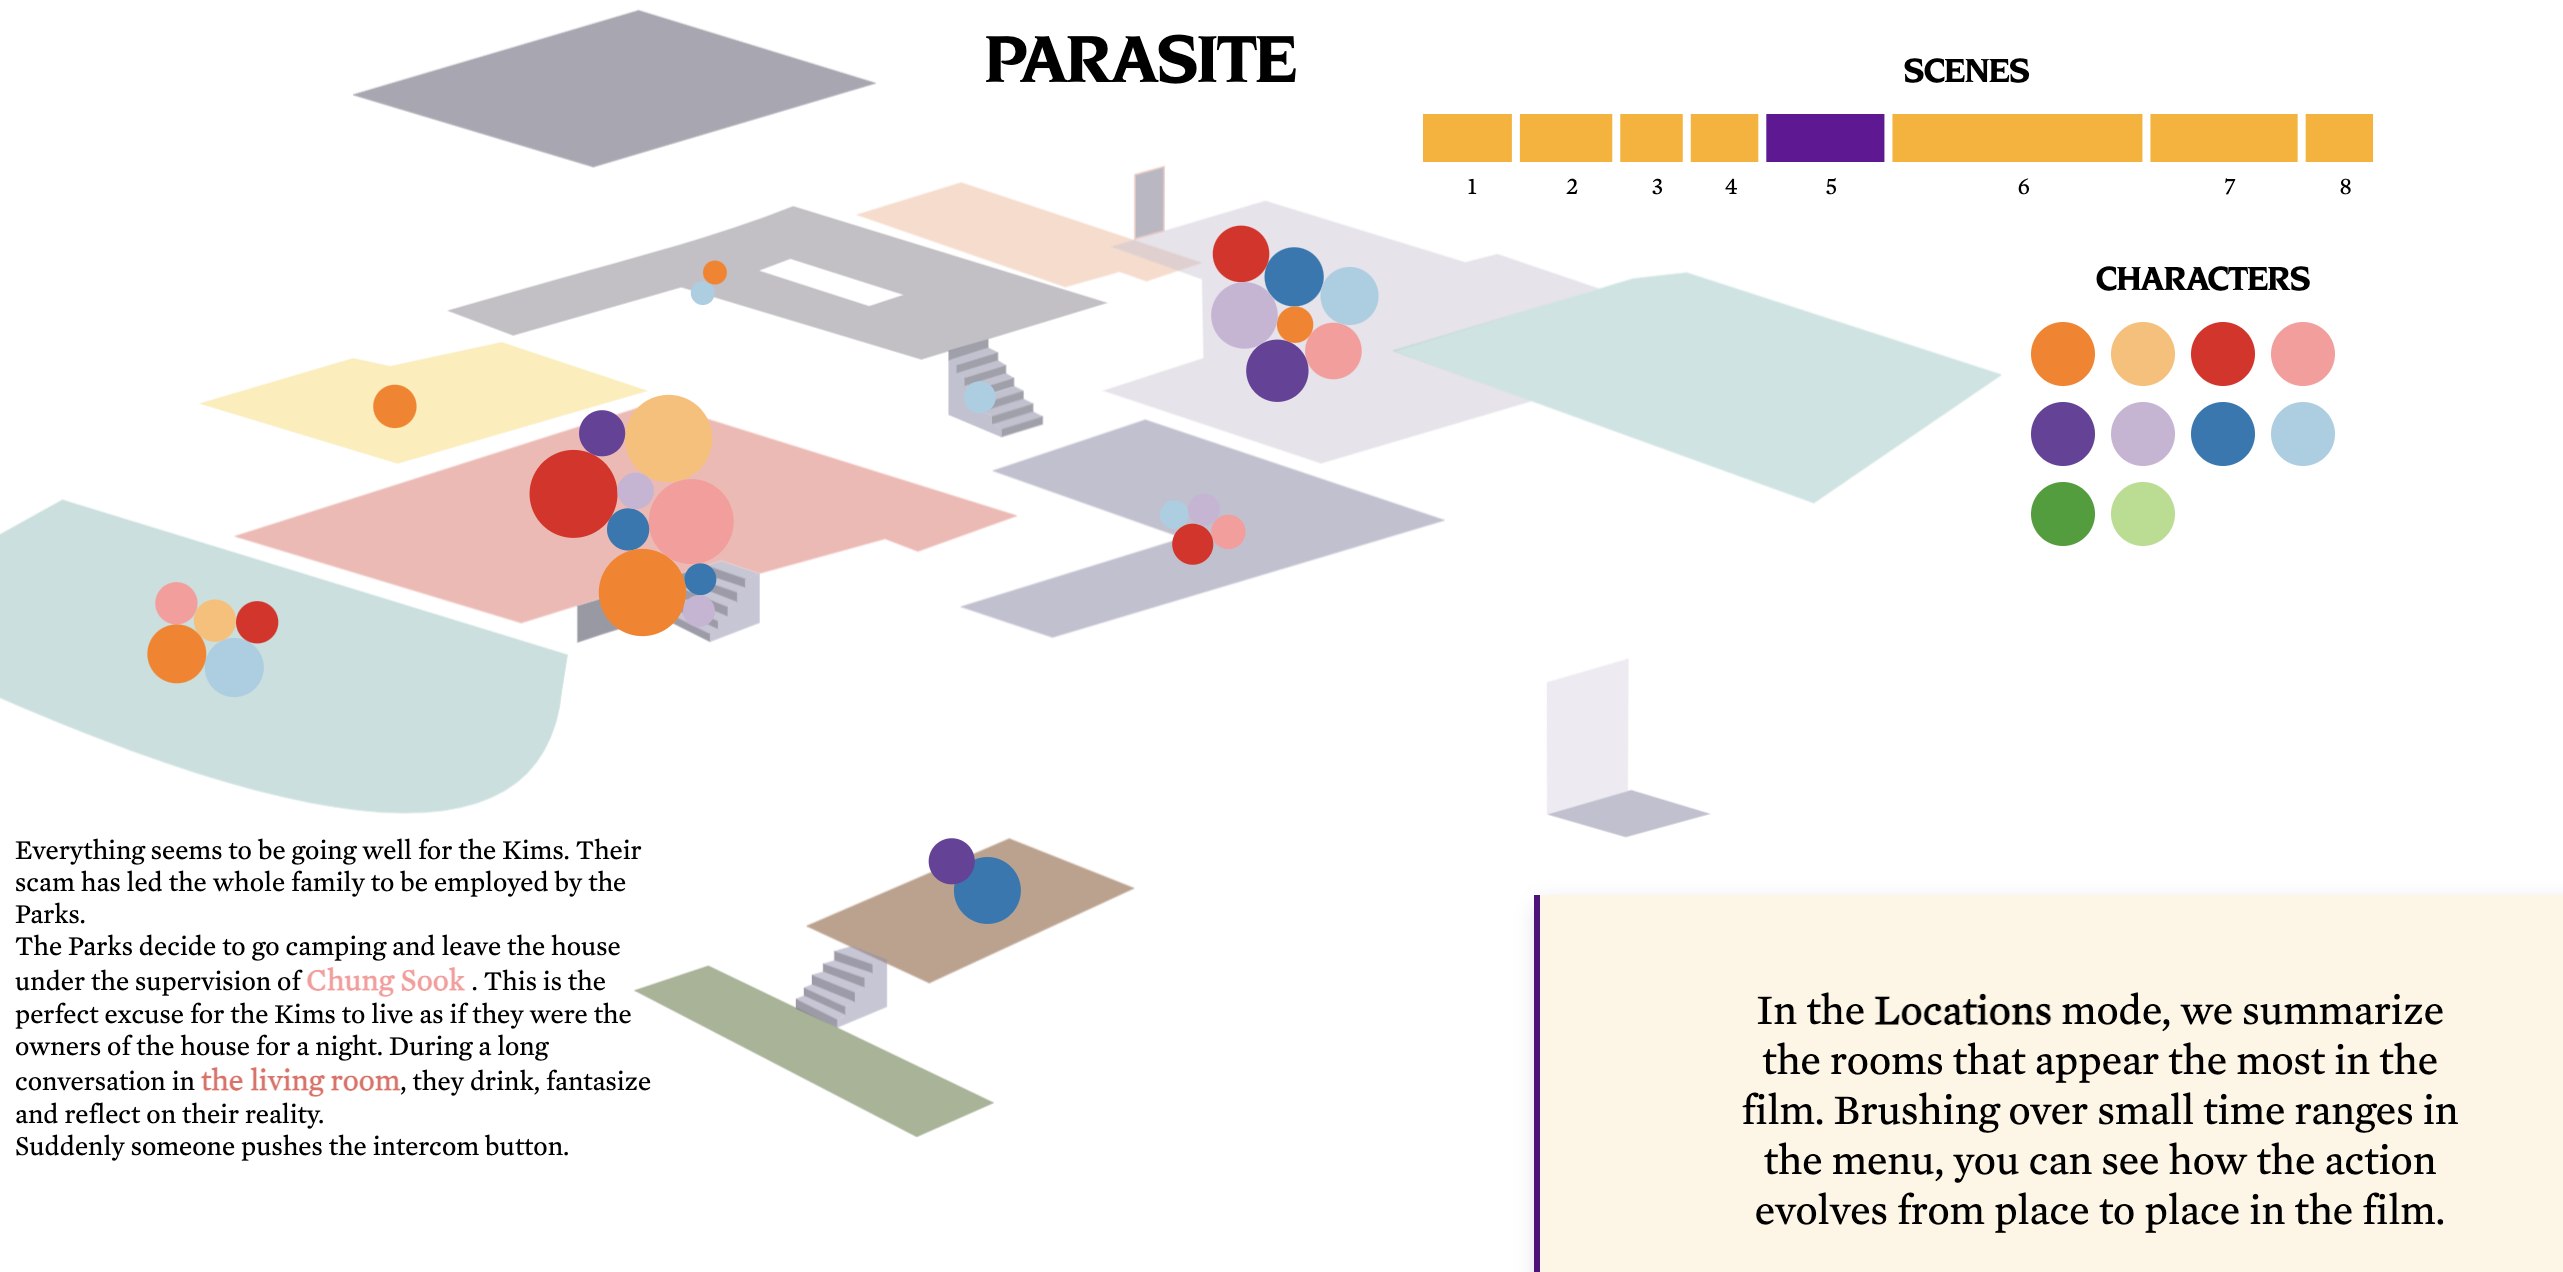 PARASITE
SCENES
1 2 3 4 5 6 7 8
CHARACTERS
Everything seems to be going well for the Kims. Their
scam has led the whole family to be employed by the
Parks.
The Parks decide to go camping and leave the house
under the supervision of Chung Sook . This is the
perfect excuse for the Kims to live as if they were the
owners of the house for a night. During a long
conversation in the living room, they drink, fantasize
and reflect on their reality.
Suddenly someone pushes the intercom button.
In the Locations mode, we summarize
the rooms that appear the most in the
film. Brushing over small time ranges in
the menu, you can see how the action
evolves from place to place in the film.